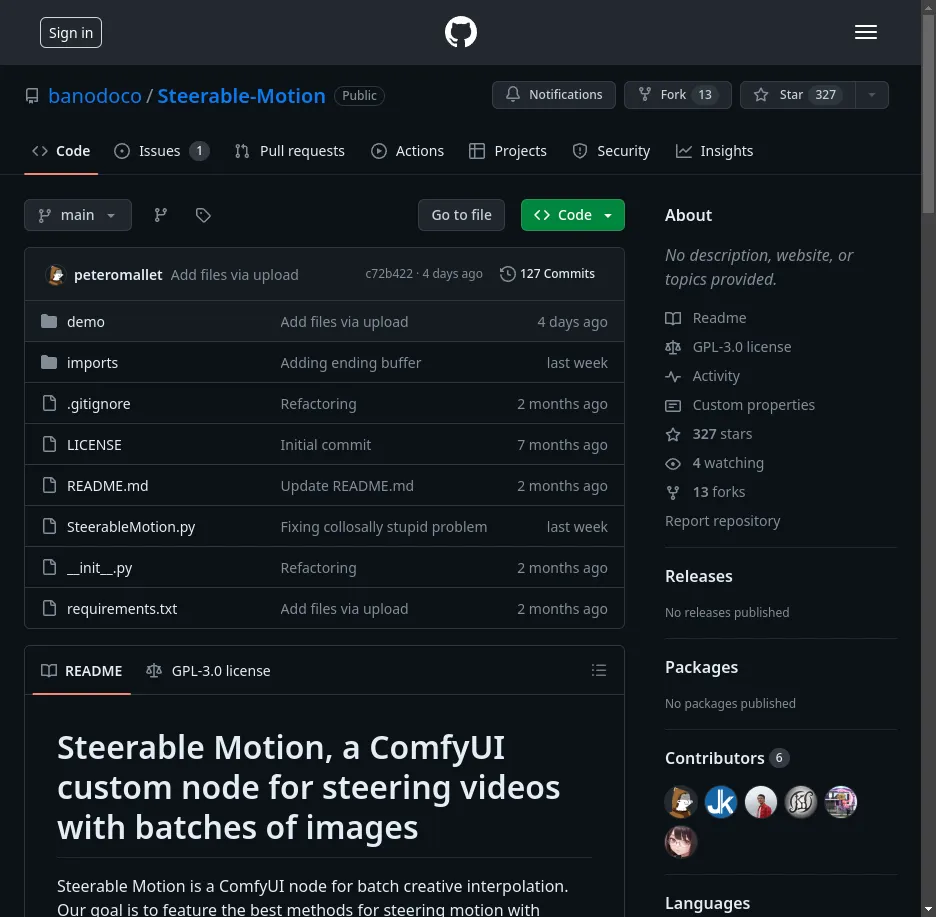 Sign in
banodoco / Steerable-Motion Public
Notifications
Fork 13
Star 327
Code
Issues 1
Pull requests
Actions
Projects
Security
Insights
main
Go to file
Code
peteromallet Add files via upload c72b422 · 4 days ago 127 Commits
demo Add files via upload 4 days ago
imports Adding ending buffer last week
.gitignore Refactoring 2 months ago
LICENSE Initial commit 7 months ago
README.md Update README.md 2 months ago
SteerableMotion.py Fixing collosally stupid problem last week
__init__.py Refactoring 2 months ago
requirements.txt Add files via upload 2 months ago
README
GPL-3.0 license
Steerable Motion, a ComfyUI
custom node for steering videos
with batches of images
Steerable Motion is a ComfyUI node for batch creative interpolation.
Our goal is to feature the best methods for steering motion with
About
No description, website, or
topics provided.
Readme
GPL-3.0 license
Activity
Custom properties
327 stars
4 watching
13 forks
Report repository
Releases
No releases published
Packages
No packages published
Contributors 6
JK
Languages